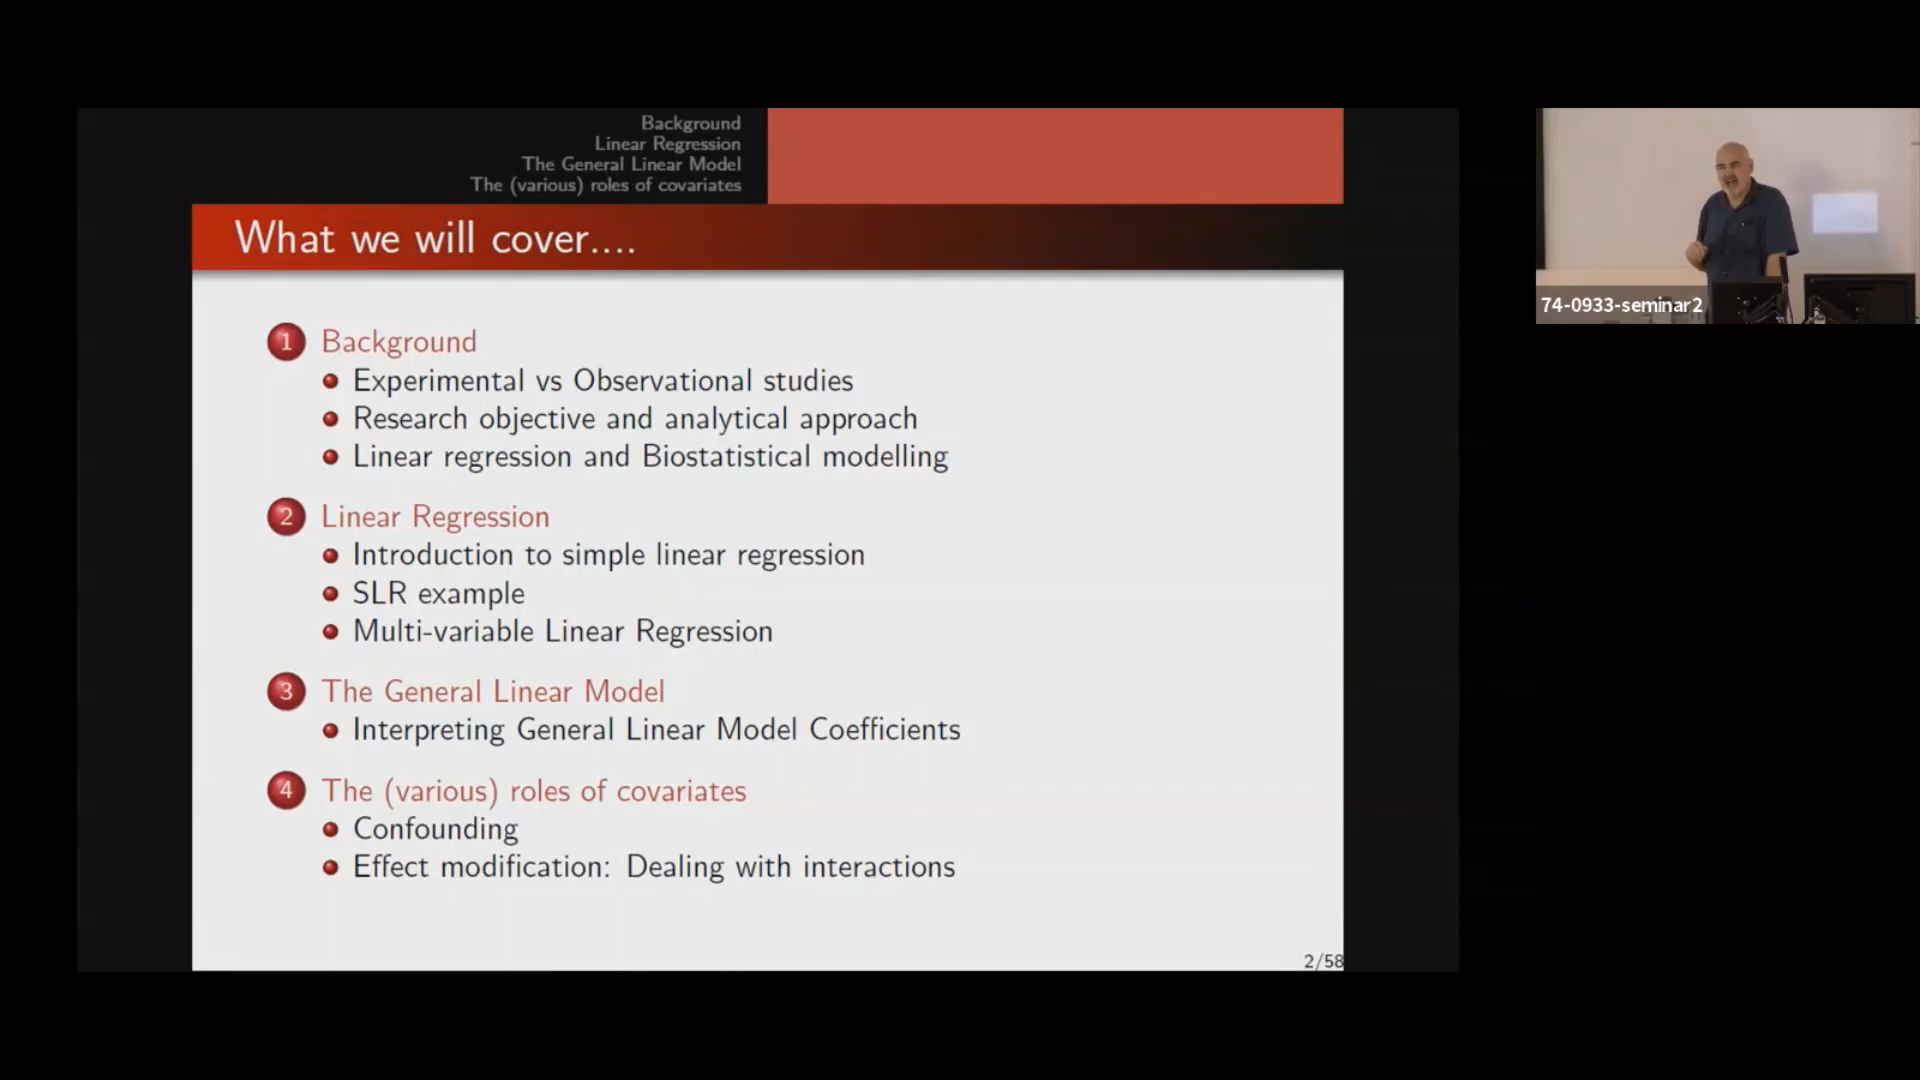 Background
Linear Regression
The General Linear Model
The (various) roles of covariates
What we will cover....
1 Background
Experimental vs Observational studies
Research objective and analytical approach
Linear regression and Biostatistical modelling
2 Linear Regression
Introduction to simple linear regression
SLR example
Multi-variable Linear Regression
3 The General Linear Model
Interpreting General Linear Model Coefficients
4 The (various) roles of covariates
Confounding
Effect modification: Dealing with interactions
2/58
74-0933-seminar2